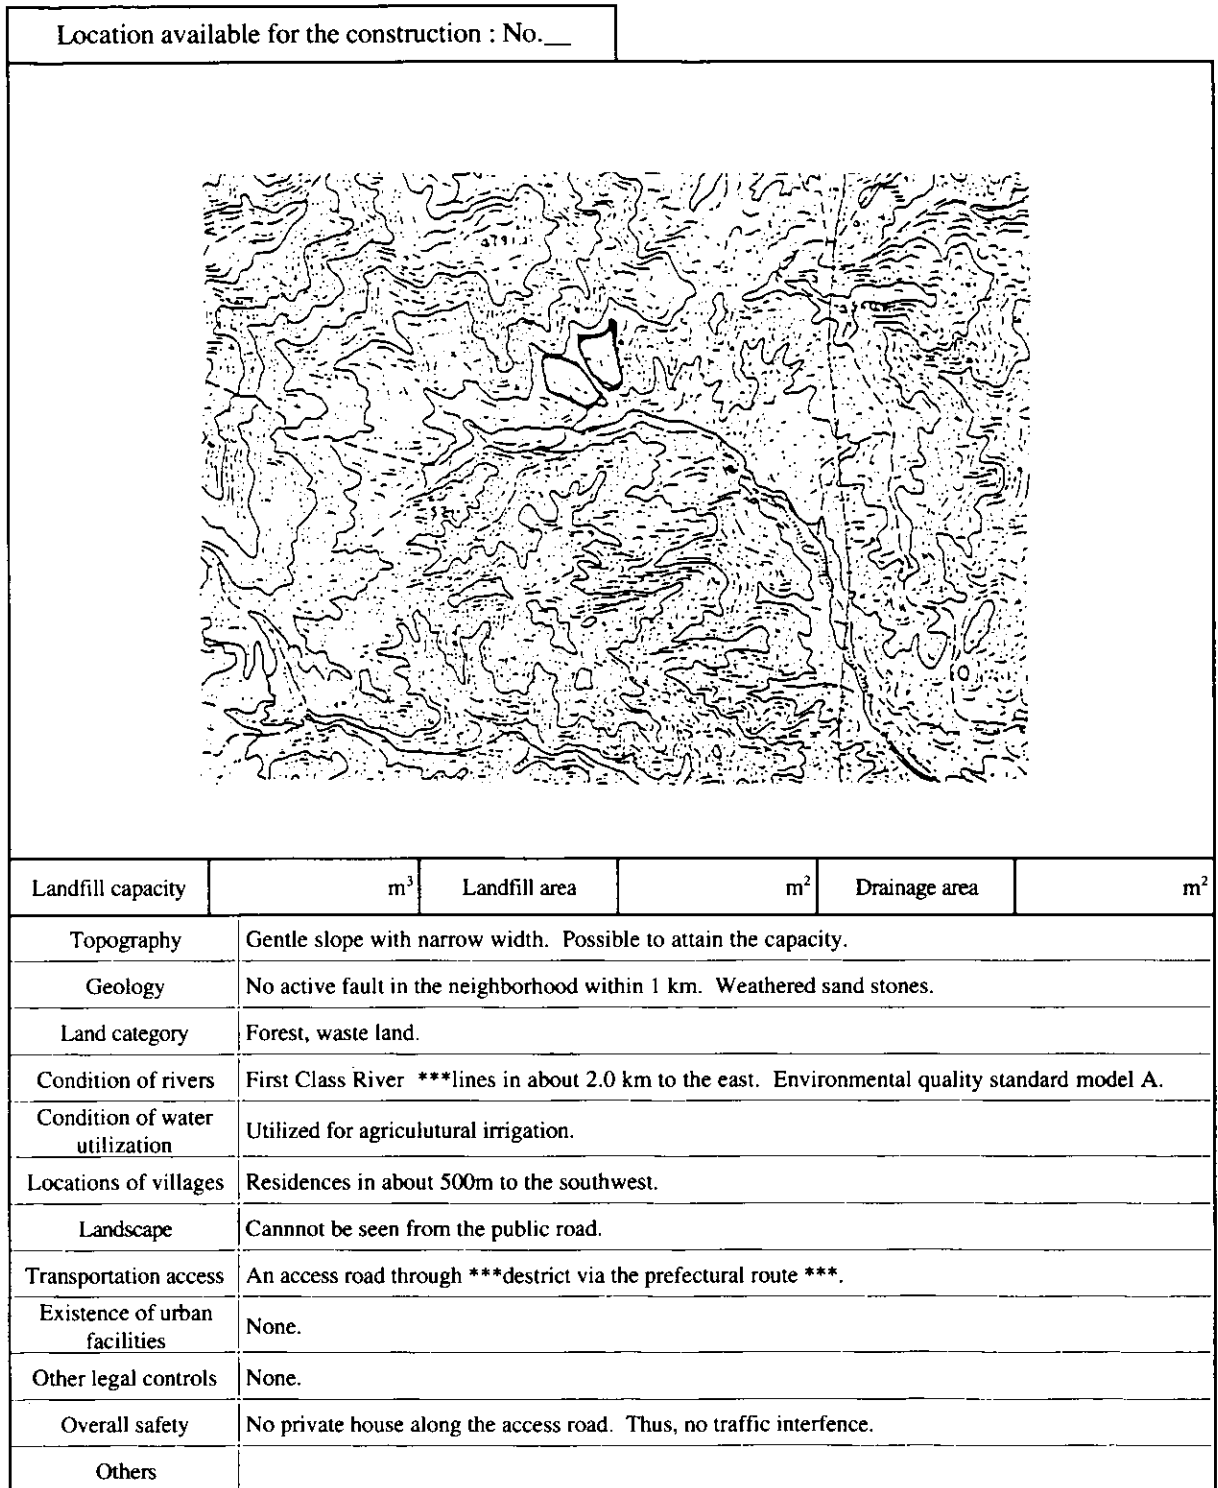 Location available for the construction : No.__
Landfill capacity m³ Landfill area m² Drainage area m²
Topography Gentle slope with narrow width. Possible to attain the capacity.
Geology No active fault in the neighborhood within 1 km. Weathered sand stones.
Land category Forest, waste land.
Condition of rivers First Class River ***lines in about 2.0 km to the east. Environmental quality standard model A.
Condition of water
utilization
Utilized for agriculutural irrigation.
Locations of villages Residences in about 500m to the southwest.
Landscape Cannnot be seen from the public road.
Transportation access An access road through ***destrict via the prefectural route ***.
Existence of urban
facilities
None.
Other legal controls None.
Overall safety No private house along the access road. Thus, no traffic interfence.
Others